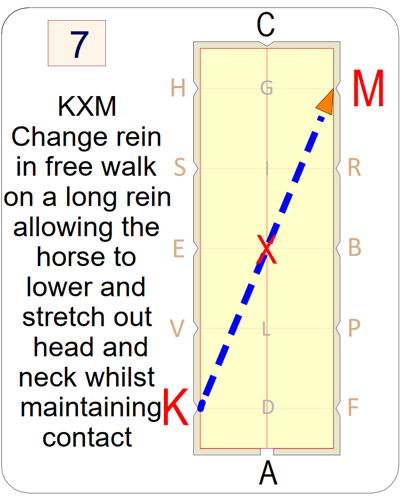 7
KXM
Change rein
in free walk
on a long rein
allowing the
horse to
lower and
stretch out
head and
neck whilst
maintaining
contact
C
H G M
S I R
E X B
V L P
K D F
A